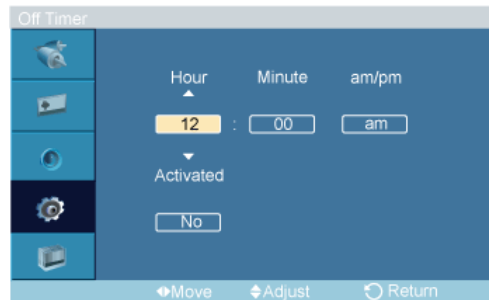 Off Timer
Hour Minute am/pm
12 : 00 am
Activated
No
Move Adjust Return